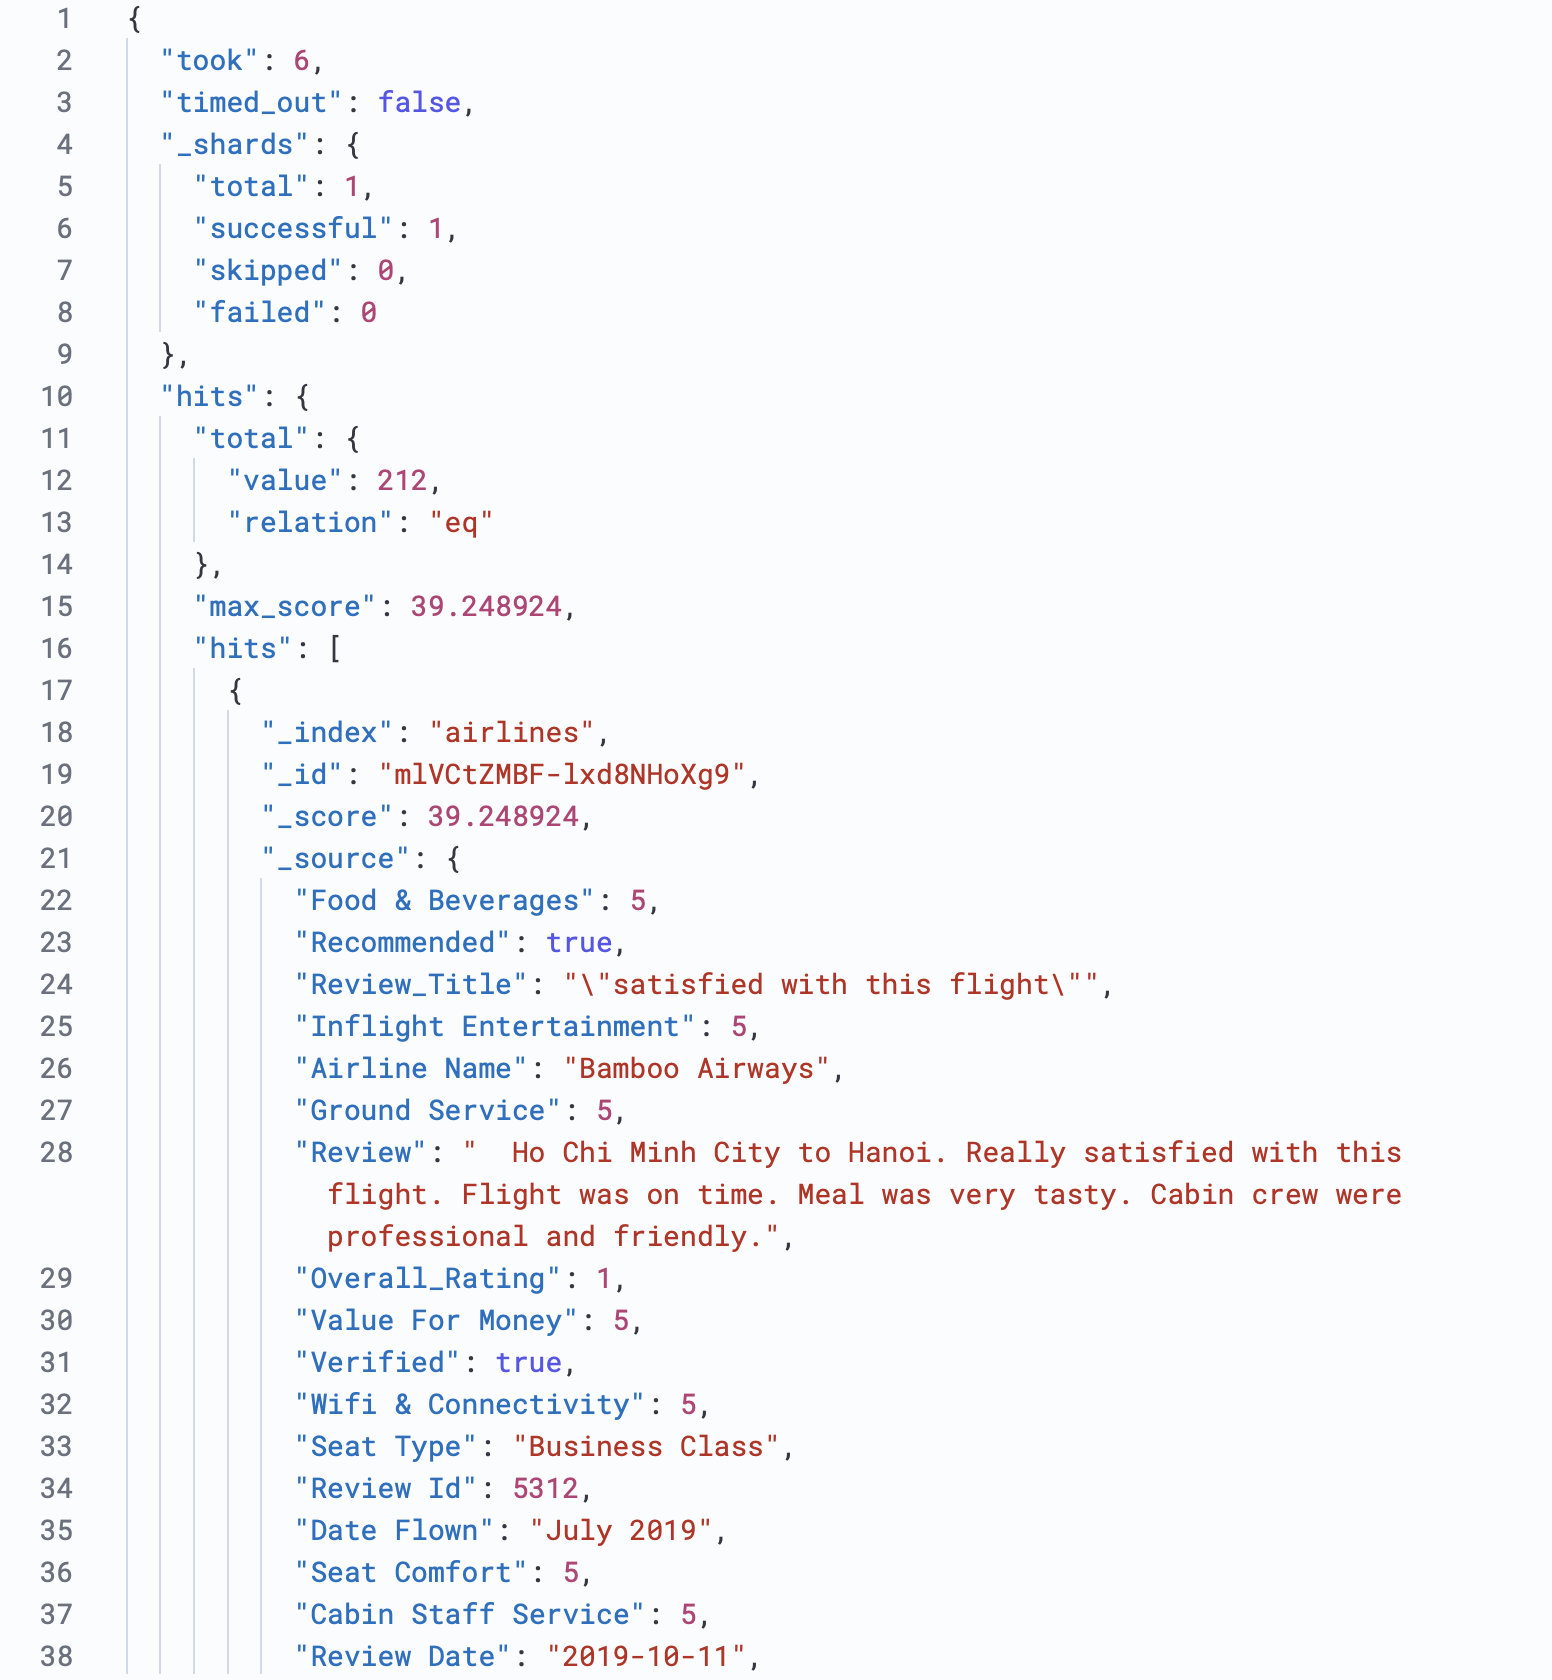 1 {
2 "took": 6,
3 "timed_out": false,
4 "_shards": {
5 "total": 1,
6 "successful": 1,
7 "skipped": 0,
8 "failed": 0
9 },
10 "hits": {
11 "total": {
12 "value": 212,
13 "relation": "eq"
14 },
15 "max_score": 39.248924,
16 "hits": [
17 {
18 "_index": "airlines",
19 "_id": "mlVCtZMBF-lxd8NHoXg9",
20 "_score": 39.248924,
21 "_source": {
22 "Food & Beverages": 5,
23 "Recommended": true,
24 "Review_Title": "\"satisfied with this flight\"",
25 "Inflight Entertainment": 5,
26 "Airline Name": "Bamboo Airways",
27 "Ground Service": 5,
28 "Review": "  Ho Chi Minh City to Hanoi. Really satisfied with this
flight. Flight was on time. Meal was very tasty. Cabin crew were
professional and friendly.",
29 "Overall_Rating": 1,
30 "Value For Money": 5,
31 "Verified": true,
32 "Wifi & Connectivity": 5,
33 "Seat Type": "Business Class",
34 "Review Id": 5312,
35 "Date Flown": "July 2019",
36 "Seat Comfort": 5,
37 "Cabin Staff Service": 5,
38 "Review Date": "2019-10-11",